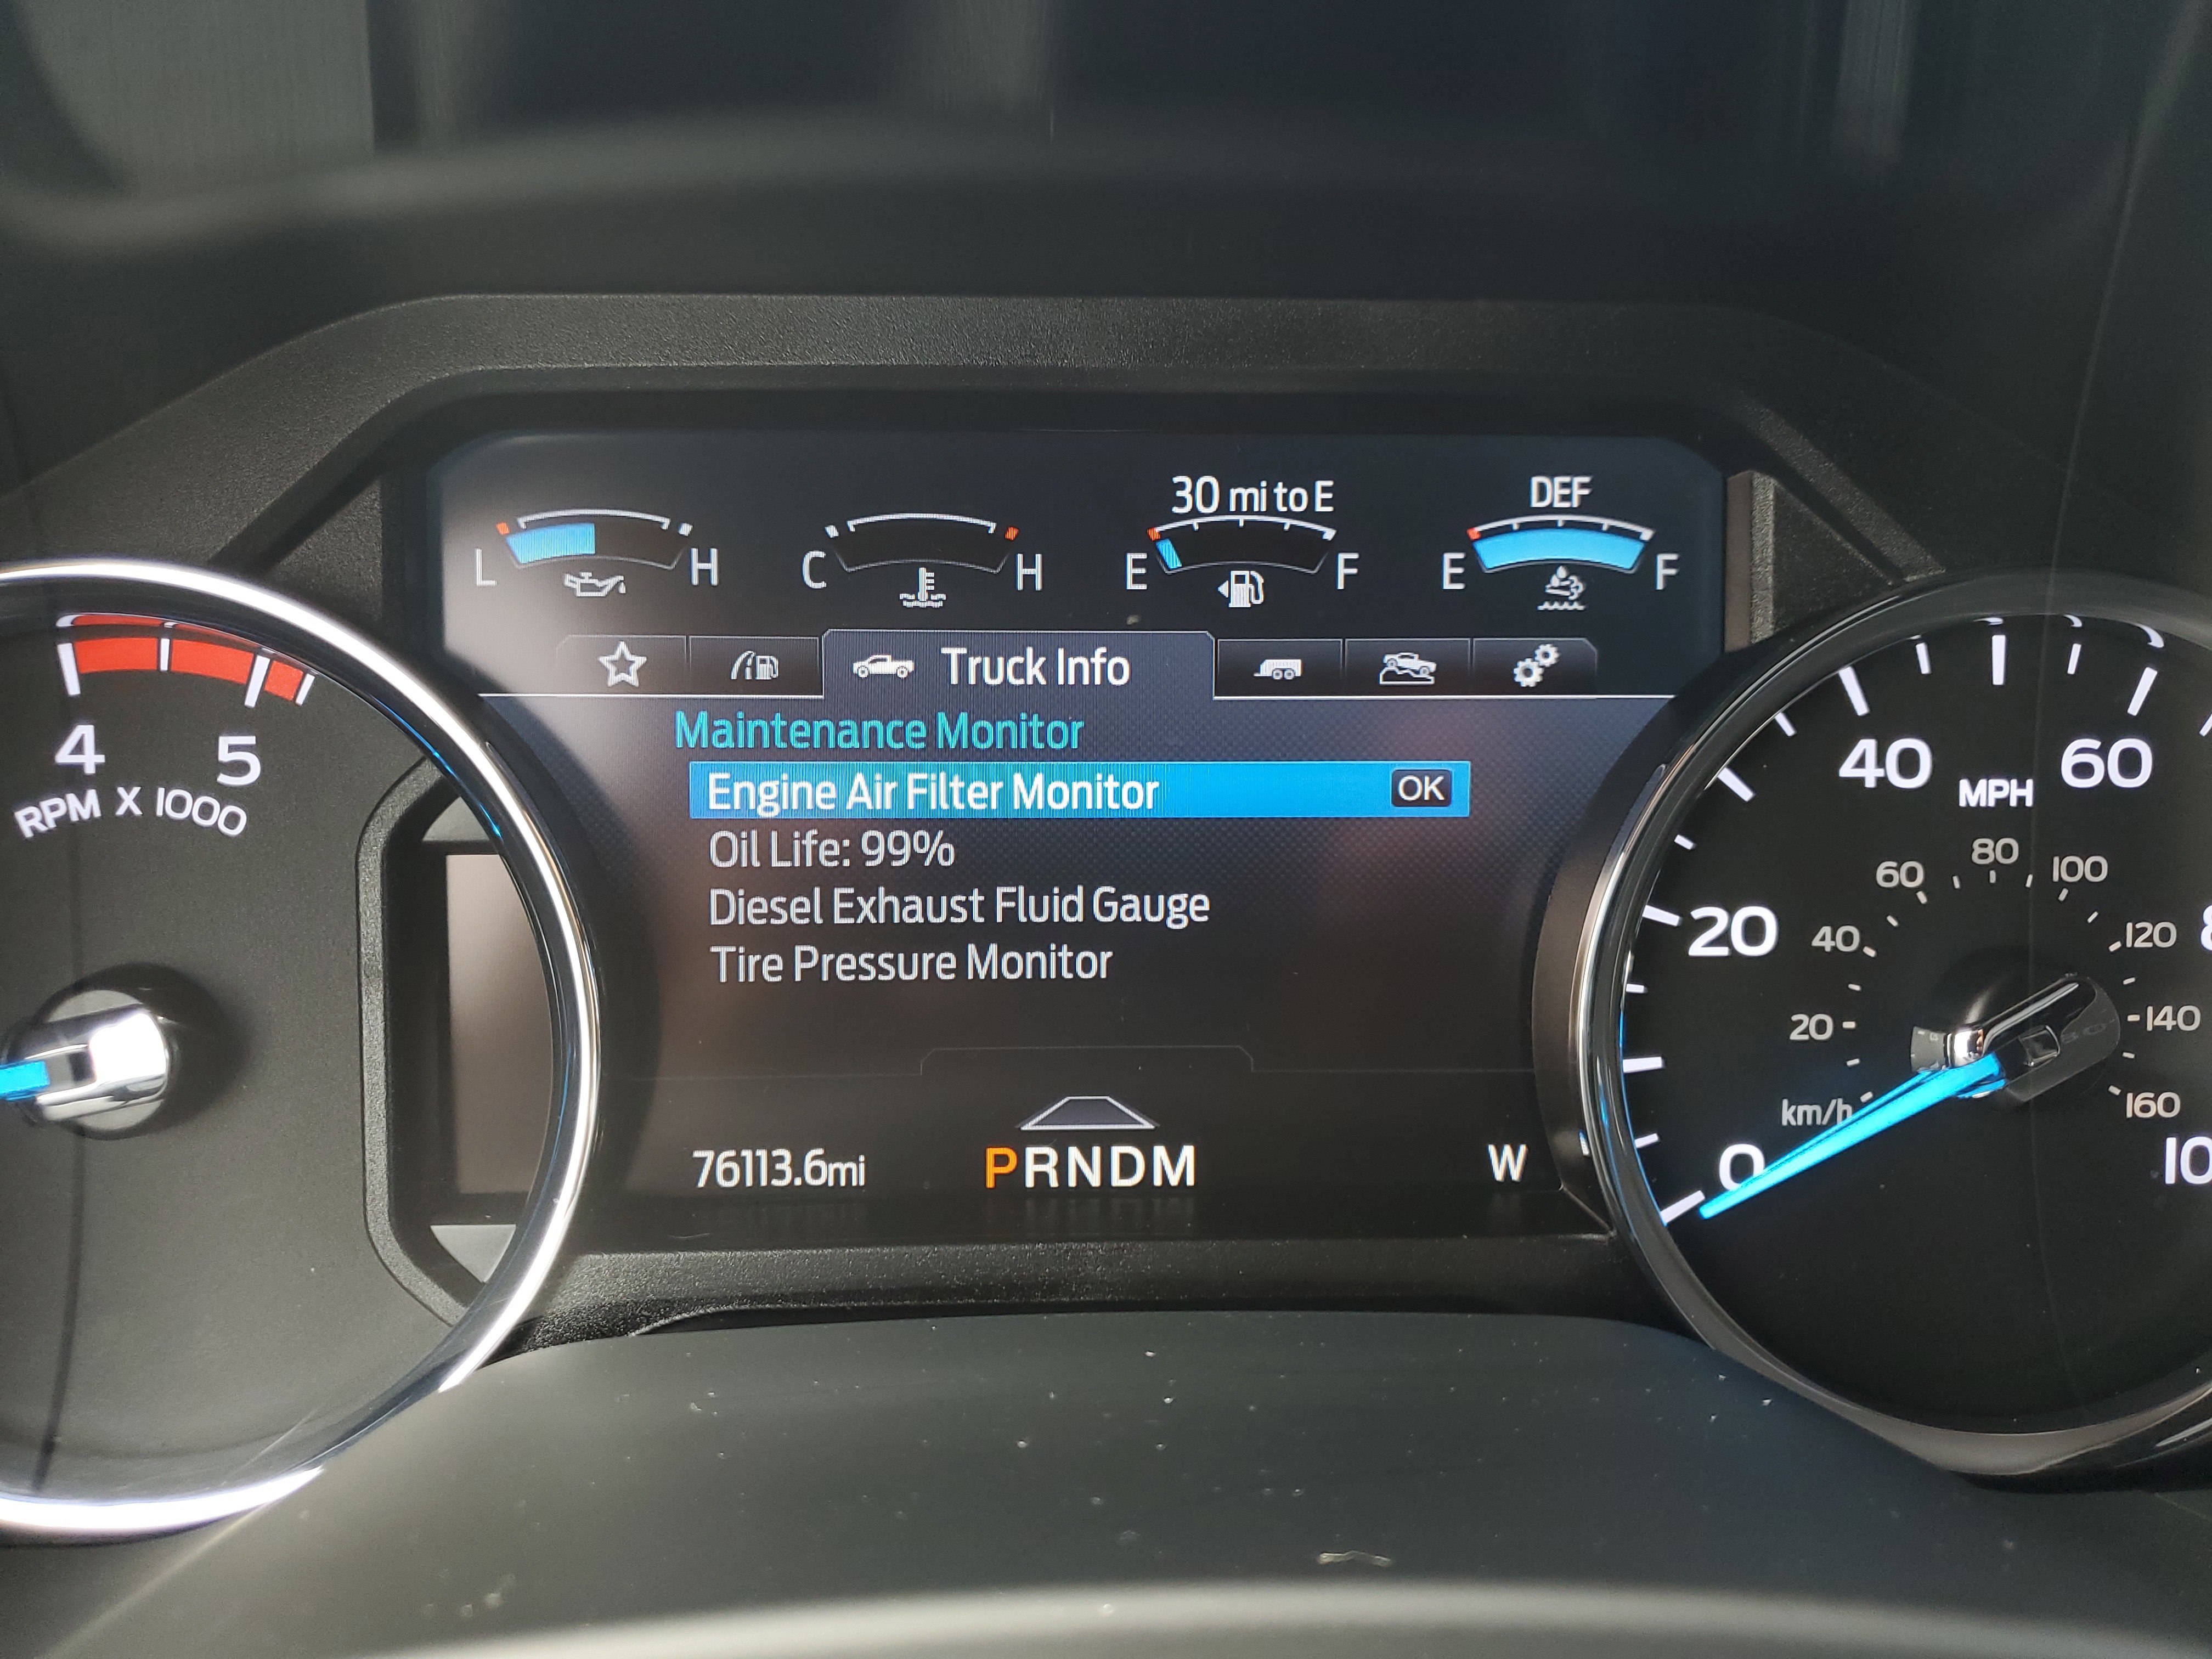 30 mi to E
DEF
L H
C H
E F
E F
Truck Info
Maintenance Monitor
Engine Air Filter Monitor OK
Oil Life: 99%
Diesel Exhaust Fluid Gauge
Tire Pressure Monitor
76113.6mi
PRNDM
W
4 5
RPM X 1000
0 20 40 60
MPH
20 40 60 80 100 120 140 160
km/h